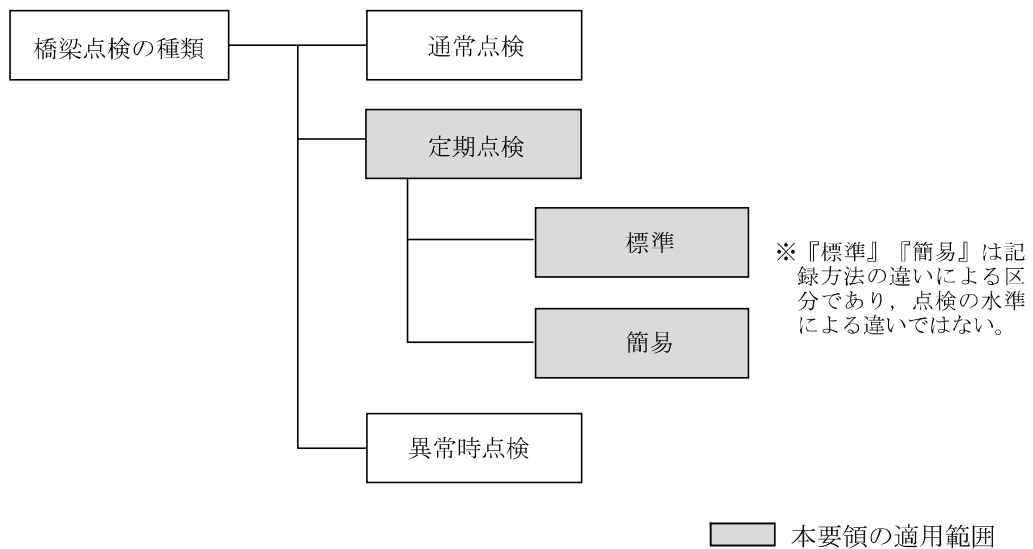 橋梁点検の種類
通常点検
定期点検
標準
※『標準』『簡易』は記
録方法の違いによる区
分であり，点検の水準
による違いではない。
簡易
異常時点検
本要領の適用範囲